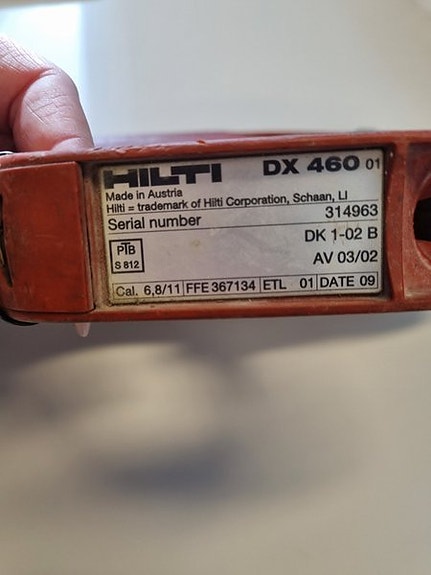 HILTI DX 460 01
Made in Austria
Hilti = trademark of Hilti Corporation, Schaan, LI
Serial number 314963
PTB DK 1-02 B
S 812 AV 03/02
Cal. 6,8/11 FFE 367134 ETL 01 DATE 09